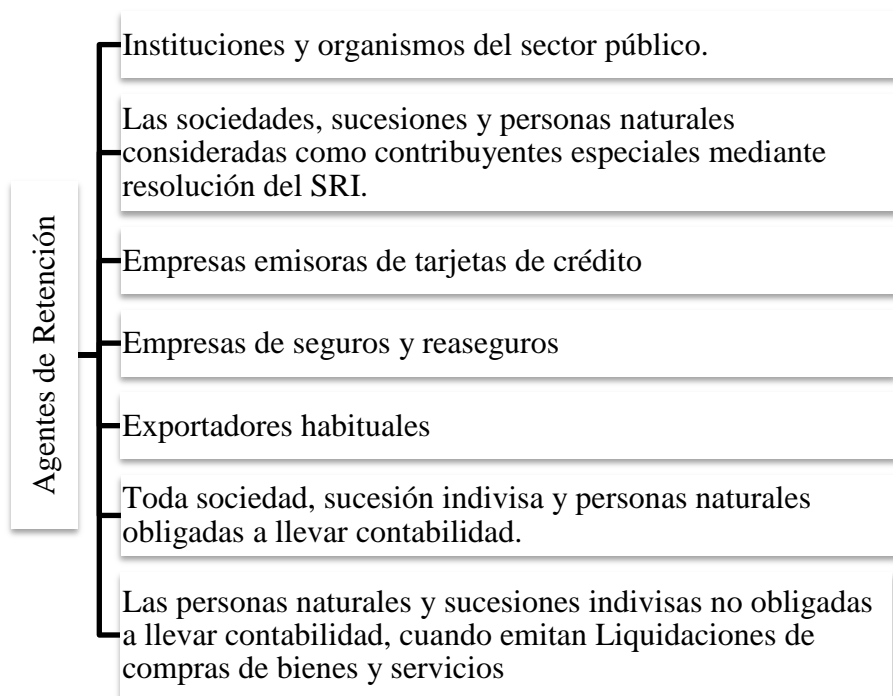 Agentes de Retención
Instituciones y organismos del sector público.
Las sociedades, sucesiones y personas naturales
consideradas como contribuyentes especiales mediante
resolución del SRI.
Empresas emisoras de tarjetas de crédito
Empresas de seguros y reaseguros
Exportadores habituales
Toda sociedad, sucesión indivisa y personas naturales
obligadas a llevar contabilidad.
Las personas naturales y sucesiones indivisas no obligadas
a llevar contabilidad, cuando emitan Liquidaciones de
compras de bienes y servicios